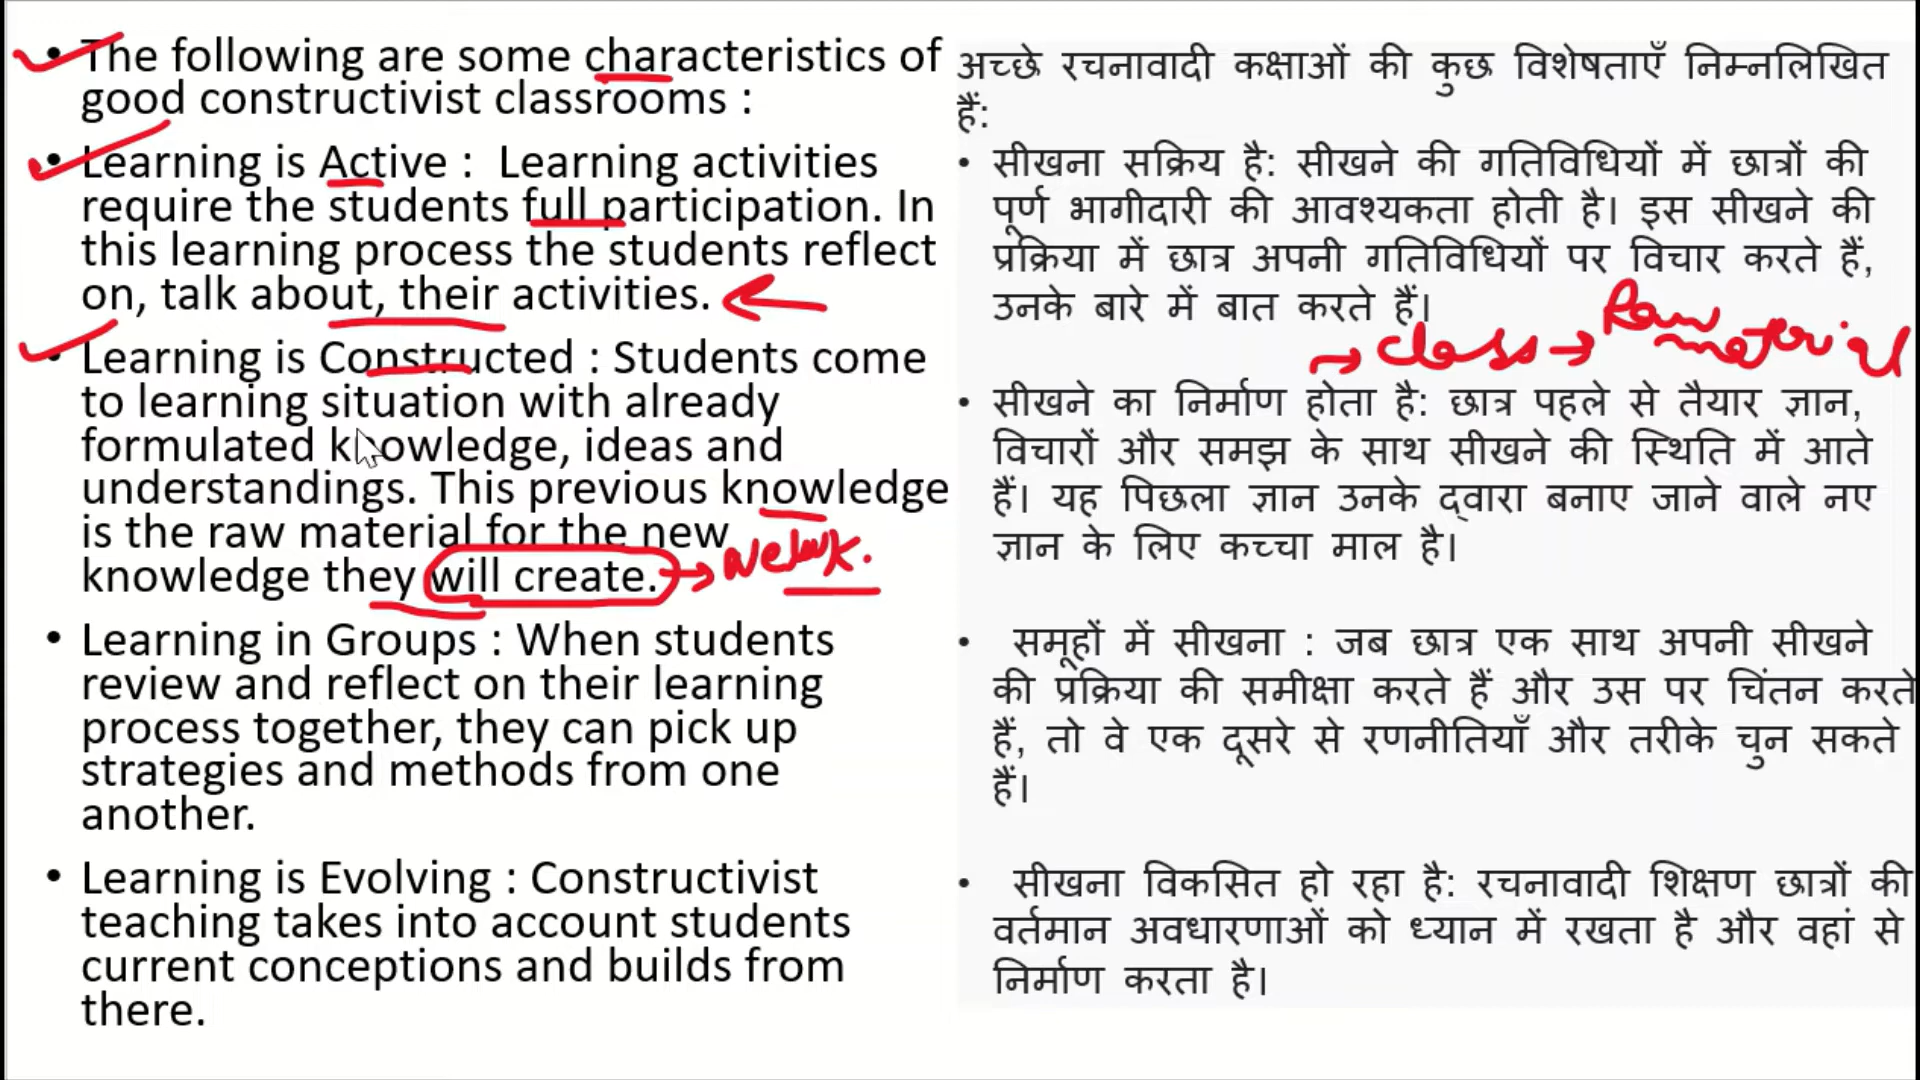 • The following are some characteristics of
good constructivist classrooms :
• Learning is Active : Learning activities
require the students full participation. In
this learning process the students reflect
on, talk about, their activities.
• Learning is Constructed : Students come
to learning situation with already
formulated knowledge, ideas and
understandings. This previous knowledge
is the raw material for the new
knowledge they will create.
• Learning in Groups : When students
review and reflect on their learning
process together, they can pick up
strategies and methods from one
another.
• Learning is Evolving : Constructivist
teaching takes into account students
current conceptions and builds from
there.
अच्छे रचनावादी कक्षाओं की कुछ विशेषताएँ निम्नलिखित
हैं:
• सीखना सक्रिय है: सीखने की गतिविधियों में छात्रों की
पूर्ण भागीदारी की आवश्यकता होती है। इस सीखने की
प्रक्रिया में छात्र अपनी गतिविधियों पर विचार करते हैं,
उनके बारे में बात करते हैं।
→ class → Raw material
• सीखने का निर्माण होता है: छात्र पहले से तैयार ज्ञान,
विचारों और समझ के साथ सीखने की स्थिति में आते
हैं। यह पिछला ज्ञान उनके द्वारा बनाए जाने वाले नए
ज्ञान के लिए कच्चा माल है।
• समूहों में सीखना : जब छात्र एक साथ अपनी सीखने
की प्रक्रिया की समीक्षा करते हैं और उस पर चिंतन करते
हैं, तो वे एक दूसरे से रणनीतियाँ और तरीके चुन सकते
हैं।
• सीखना विकसित हो रहा है: रचनावादी शिक्षण छात्रों की
वर्तमान अवधारणाओं को ध्यान में रखता है और वहां से
निर्माण करता है।